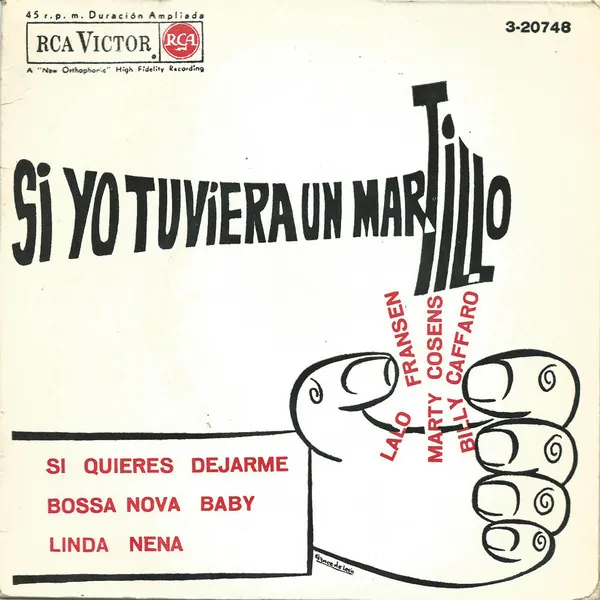 45 r.p.m. Duración Ampliada
RCA VICTOR
RCA
A "New Orthophonic" High Fidelity Recording
3-20748
Si YO TUViERA UN MARTiLLO
LALO FRANSEN
MARTY COSENS
BILLY CAFFARO
SI QUIERES DEJARME
BOSSA NOVA BABY
LINDA NENA